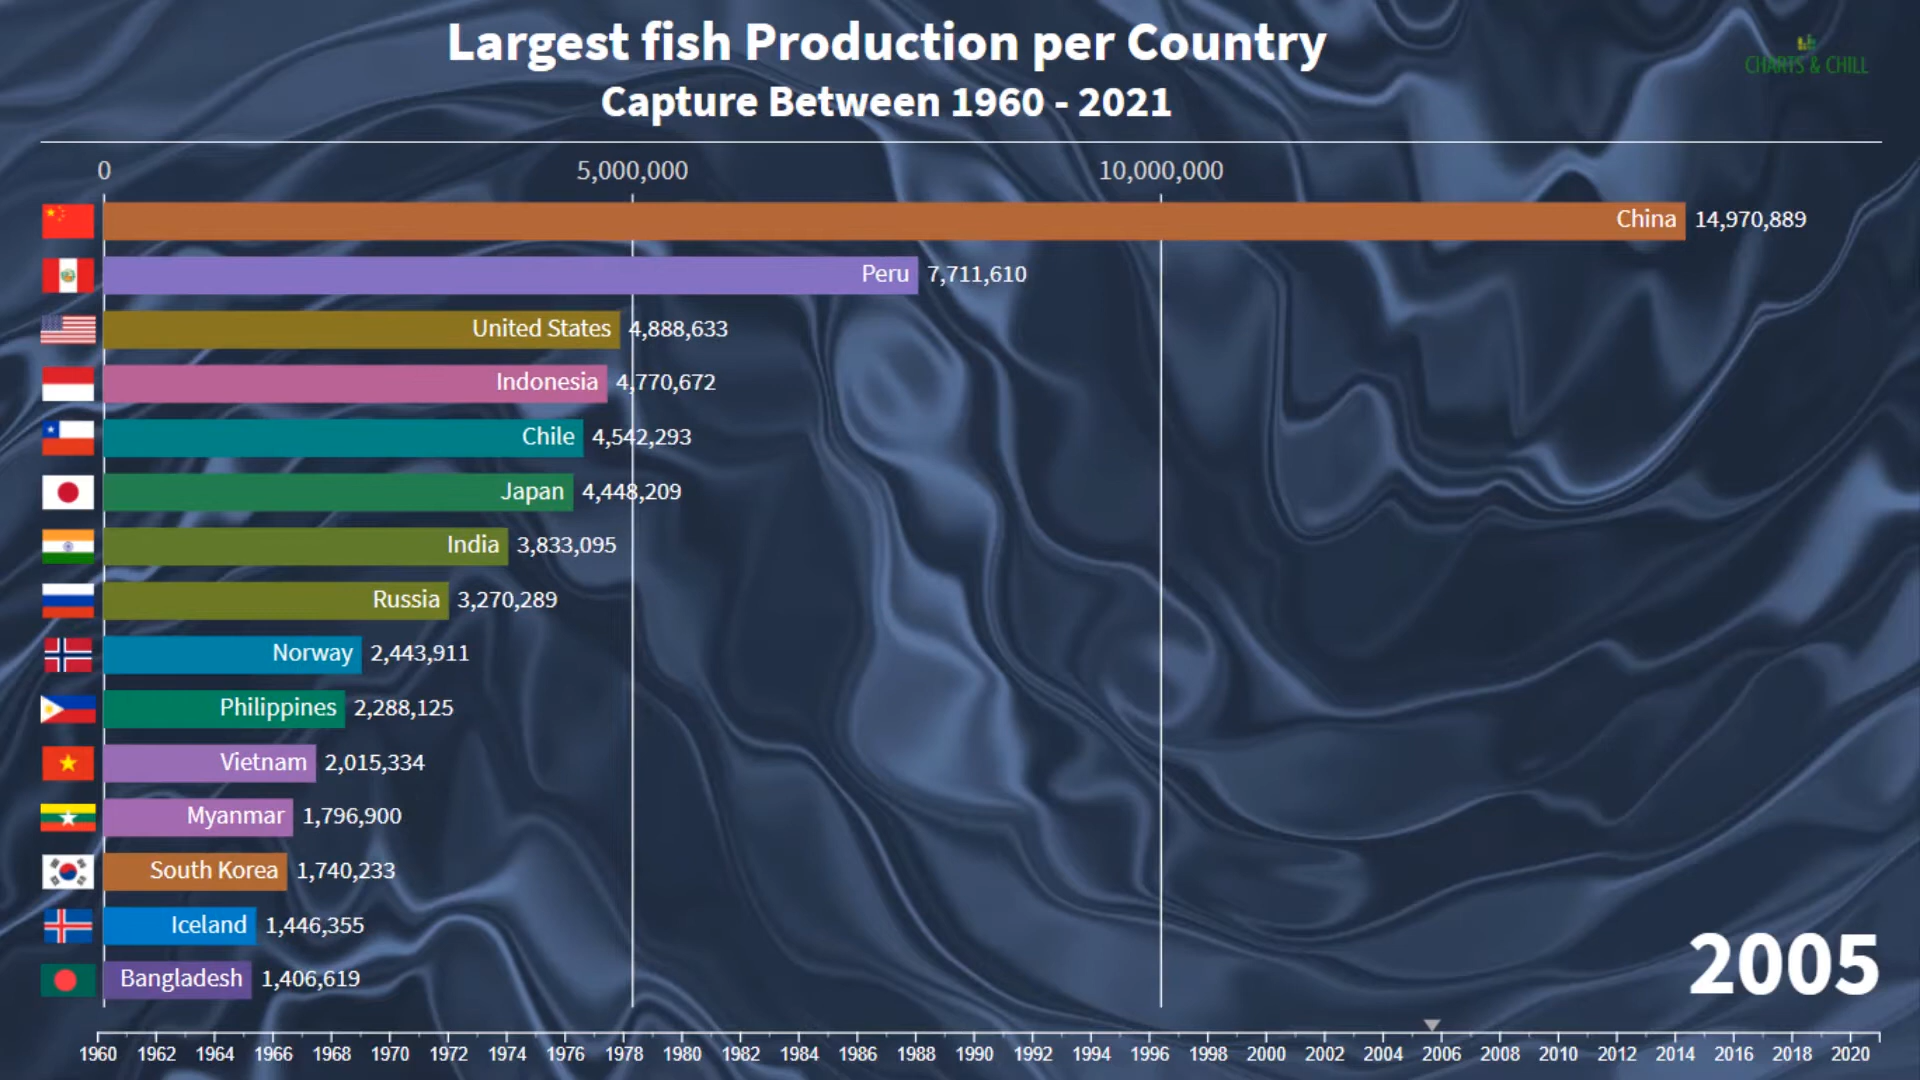 Largest fish Production per Country
Capture Between 1960 - 2021
CHARTS & CHILL
0 5,000,000 10,000,000
China 14,970,889
Peru 7,711,610
United States 4,888,633
Indonesia 4,770,672
Chile 4,542,293
Japan 4,448,209
India 3,833,095
Russia 3,270,289
Norway 2,443,911
Philippines 2,288,125
Vietnam 2,015,334
Myanmar 1,796,900
South Korea 1,740,233
Iceland 1,446,355
Bangladesh 1,406,619
2005
1960 1962 1964 1966 1968 1970 1972 1974 1976 1978 1980 1982 1984 1986 1988 1990 1992 1994 1996 1998 2000 2002 2004 2006 2008 2010 2012 2014 2016 2018 2020